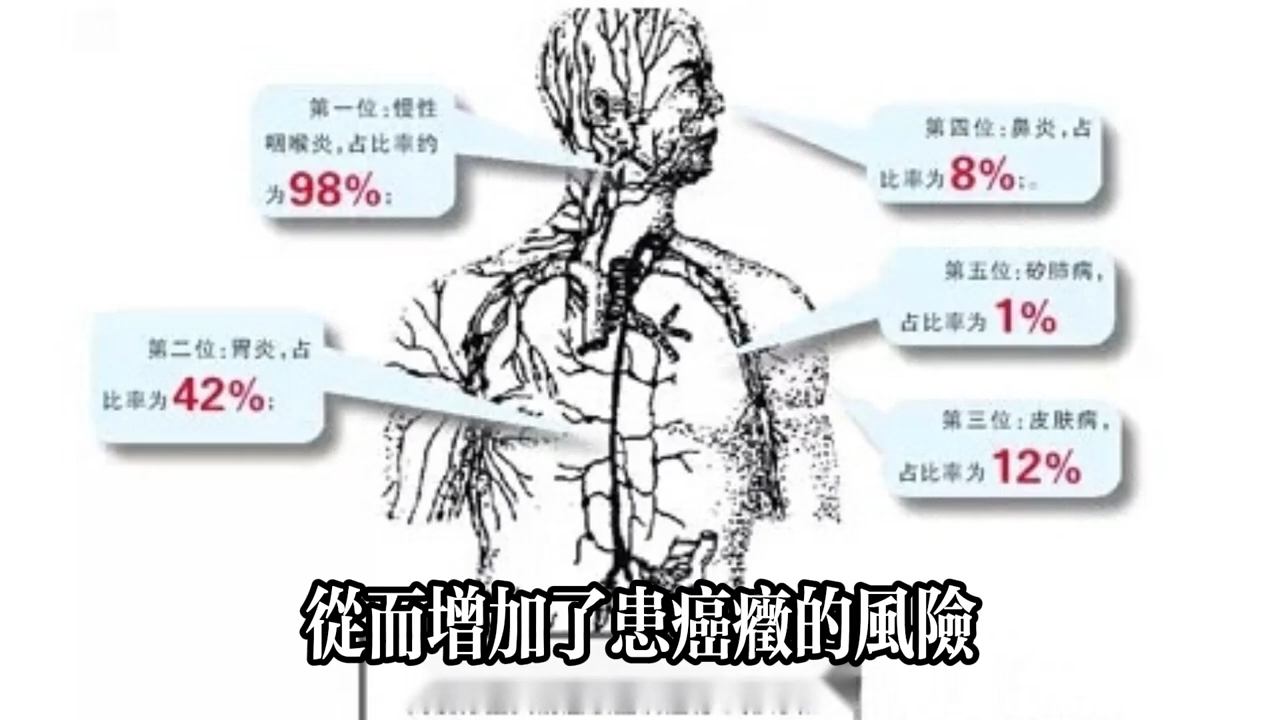 第一位:慢性
咽喉炎,占比率约
为98%;
第二位:胃炎,占
比率为42%;
第四位:鼻炎,占
比率为8%;。
第五位:矽肺病,
占比率为1%
第三位:皮肤病,
占比率为12%
從而增加了患癌癥的風險